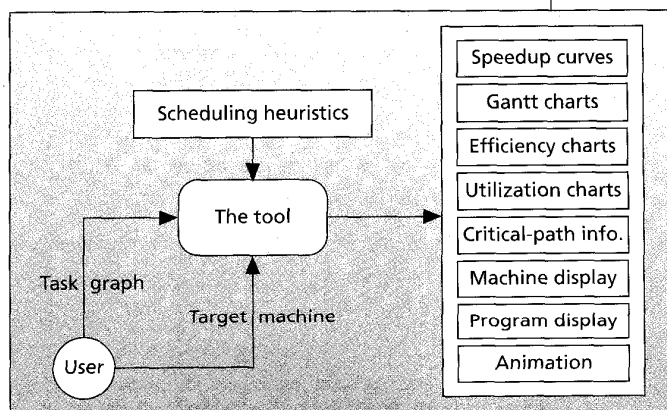 Speedup curves
Gantt charts
Scheduling heuristics
Efficiency charts
Utilization charts
The tool
Critical-path info.
Task graph
Machine display
Target machine
Program display
User
Animation